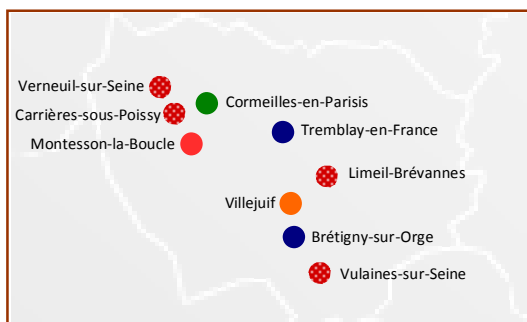 Verneuil-sur-Seine
Cormeilles-en-Parisis
Carrières-sous-Poissy
Tremblay-en-France
Montesson-la-Boucle
Limeil-Brévannes
Villejuif
Brétigny-sur-Orge
Vulaines-sur-Seine